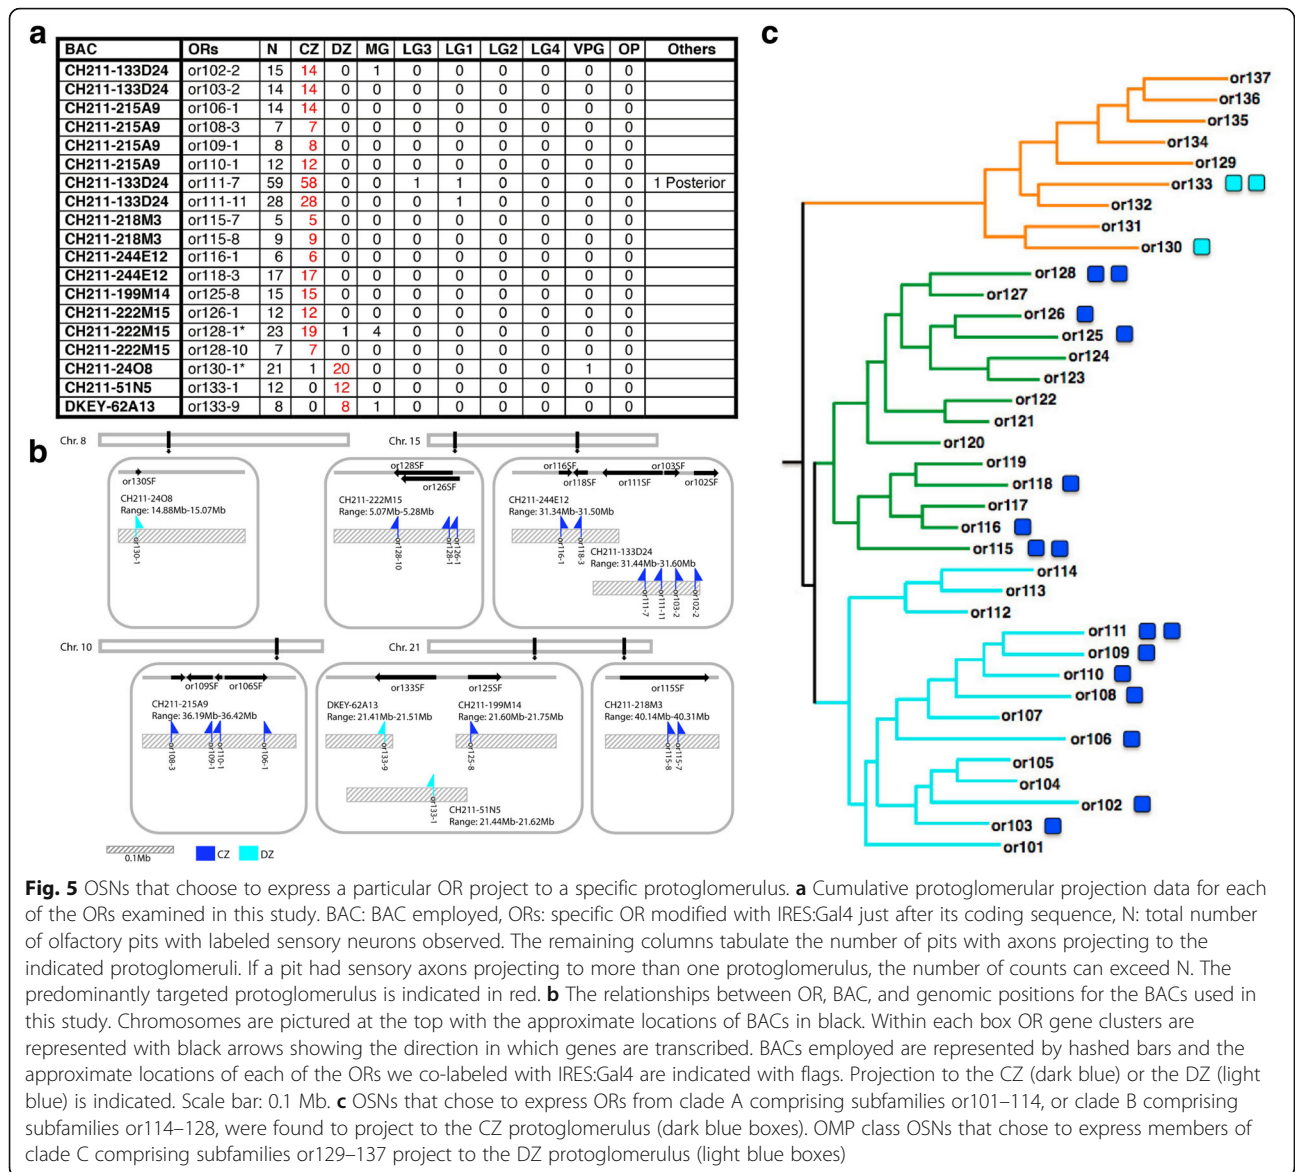 a
BAC ORs N CZ DZ MG LG3 LG1 LG2 LG4 VPG OP Others
CH211-133D24 or102-2 15 14 0 1 0 0 0 0 0 0
CH211-133D24 or103-2 14 14 0 0 0 0 0 0 0 0
CH211-215A9 or106-1 14 14 0 0 0 0 0 0 0 0
CH211-215A9 or108-3 7 7 0 0 0 0 0 0 0 0
CH211-215A9 or109-1 8 8 0 0 0 0 0 0 0 0
CH211-215A9 or110-1 12 12 0 0 0 0 0 0 0 0
CH211-133D24 or111-7 59 58 0 0 1 1 0 0 0 0 1 Posterior
CH211-133D24 or111-11 28 28 0 0 0 1 0 0 0 0
CH211-218M3 or115-7 5 5 0 0 0 0 0 0 0 0
CH211-218M3 or115-8 9 9 0 0 0 0 0 0 0 0
CH211-244E12 or116-1 6 6 0 0 0 0 0 0 0 0
CH211-244E12 or118-3 17 17 0 0 0 0 0 0 0 0
CH211-199M14 or125-8 15 15 0 0 0 0 0 0 0 0
CH211-222M15 or126-1 12 12 0 0 0 0 0 0 0 0
CH211-222M15 or128-1* 23 19 1 4 0 0 0 0 0 0
CH211-222M15 or128-10 7 7 0 0 0 0 0 0 0 0
CH211-24O8 or130-1* 21 1 20 0 0 0 0 0 1 0
CH211-51N5 or133-1 12 0 12 0 0 0 0 0 0 0
DKEY-62A13 or133-9 8 0 8 1 0 0 0 0 0 0
b
Chr. 8
or130SF
CH211-24O8
Range: 14.88Mb-15.07Mb
or130-1
Chr. 15
or128SF
or126SF
CH211-222M15
Range: 5.07Mb-5.28Mb
or128-10
or128-1
or126-1
or116SF
or118SF
or111SF
or103SF
or102SF
CH211-244E12
Range: 31.34Mb-31.50Mb
or116-1
or118-3
CH211-133D24
Range: 31.44Mb-31.60Mb
or111-7
or111-11
or103-2
or102-2
Chr. 10
or109SF
or106SF
CH211-215A9
Range: 36.19Mb-36.42Mb
or108-3
or109-1
or110-1
or106-1
Chr. 21
or133SF
or125SF
DKEY-62A13
Range: 21.41Mb-21.51Mb
or133-9
CH211-199M14
Range: 21.60Mb-21.75Mb
or125-8
or133-1
CH211-51N5
Range: 21.44Mb-21.62Mb
or115SF
CH211-218M3
Range: 40.14Mb-40.31Mb
or115-8
or115-7
0.1Mb
CZ
DZ
c
or137
or136
or135
or134
or129
or133
or132
or131
or130
or128
or127
or126
or125
or124
or123
or122
or121
or120
or119
or118
or117
or116
or115
or114
or113
or112
or111
or109
or110
or108
or107
or106
or105
or104
or102
or103
or101
Fig. 5 OSNs that choose to express a particular OR project to a specific protoglomerulus. a Cumulative protoglomerular projection data for each
of the ORs examined in this study. BAC: BAC employed, ORs: specific OR modified with IRES:Gal4 just after its coding sequence, N: total number
of olfactory pits with labeled sensory neurons observed. The remaining columns tabulate the number of pits with axons projecting to the
indicated protoglomeruli. If a pit had sensory axons projecting to more than one protoglomerulus, the number of counts can exceed N. The
predominantly targeted protoglomerulus is indicated in red. b The relationships between OR, BAC, and genomic positions for the BACs used in
this study. Chromosomes are pictured at the top with the approximate locations of BACs in black. Within each box OR gene clusters are
represented with black arrows showing the direction in which genes are transcribed. BACs employed are represented by hashed bars and the
approximate locations of each of the ORs we co-labeled with IRES:Gal4 are indicated with flags. Projection to the CZ (dark blue) or the DZ (light
blue) is indicated. Scale bar: 0.1 Mb. c OSNs that chose to express ORs from clade A comprising subfamilies or101–114, or clade B comprising
subfamilies or114–128, were found to project to the CZ protoglomerulus (dark blue boxes). OMP class OSNs that chose to express members of
clade C comprising subfamilies or129–137 project to the DZ protoglomerulus (light blue boxes)